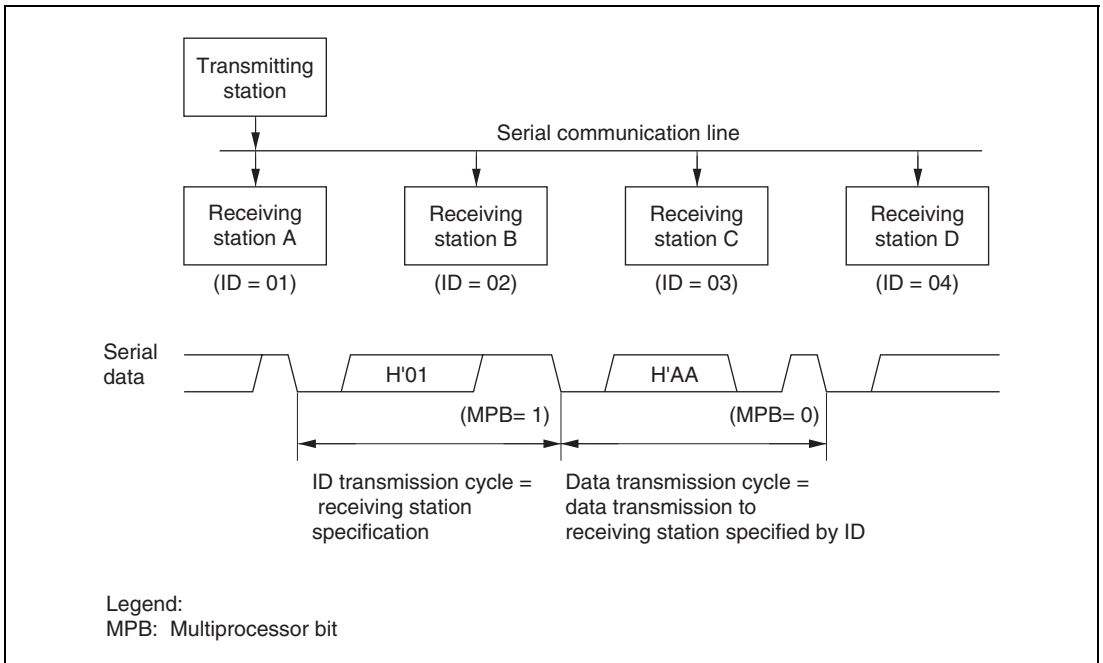 Transmitting
station
Serial communication line
Receiving
station A
Receiving
station B
Receiving
station C
Receiving
station D
(ID = 01)
(ID = 02)
(ID = 03)
(ID = 04)
Serial
data
H'01
H'AA
(MPB= 1)
(MPB= 0)
ID transmission cycle =
receiving station
specification
Data transmission cycle =
data transmission to
receiving station specified by ID
Legend:
MPB: Multiprocessor bit